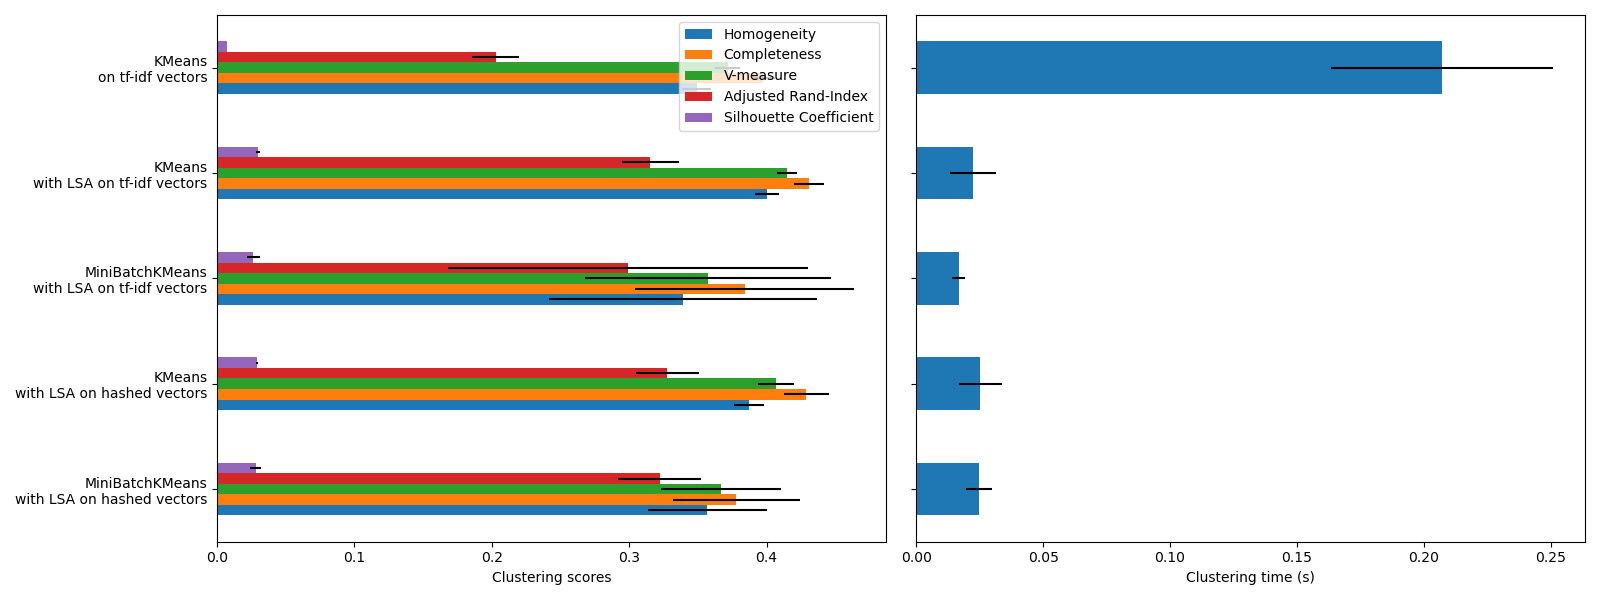 KMeans
on tf-idf vectors
KMeans
with LSA on tf-idf vectors
MiniBatchKMeans
with LSA on tf-idf vectors
KMeans
with LSA on hashed vectors
MiniBatchKMeans
with LSA on hashed vectors
Homogeneity
Completeness
V-measure
Adjusted Rand-Index
Silhouette Coefficient
0.0 0.1 0.2 0.3 0.4
Clustering scores
0.00 0.05 0.10 0.15 0.20 0.25
Clustering time (s)